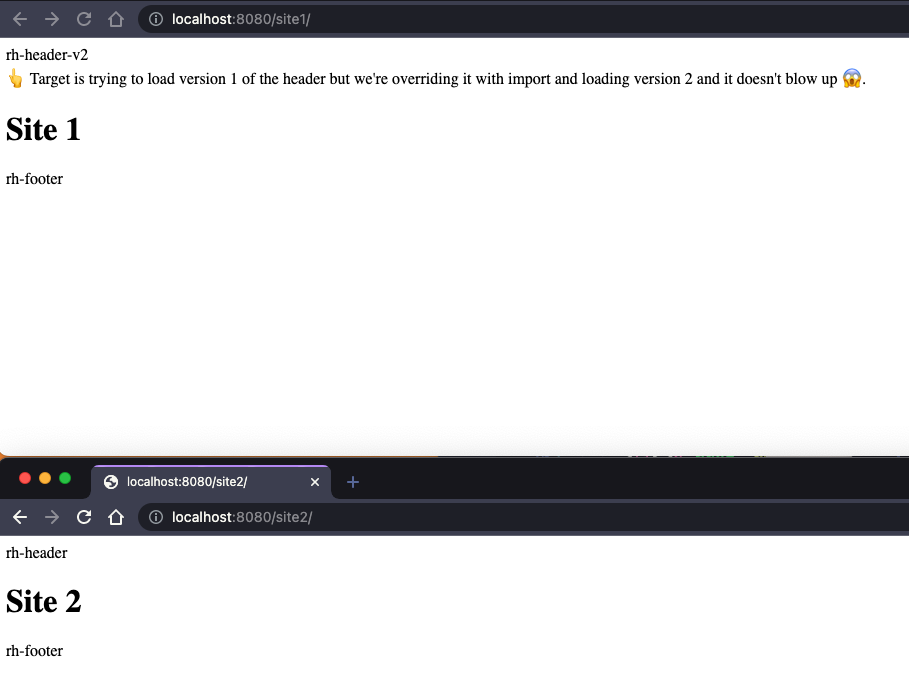 localhost:8080/site1/
rh-header-v2
👆 Target is trying to load version 1 of the header but we're overriding it with import and loading version 2 and it doesn't blow up 😱.
Site 1
rh-footer
localhost:8080/site2/
localhost:8080/site2/
rh-header
Site 2
rh-footer